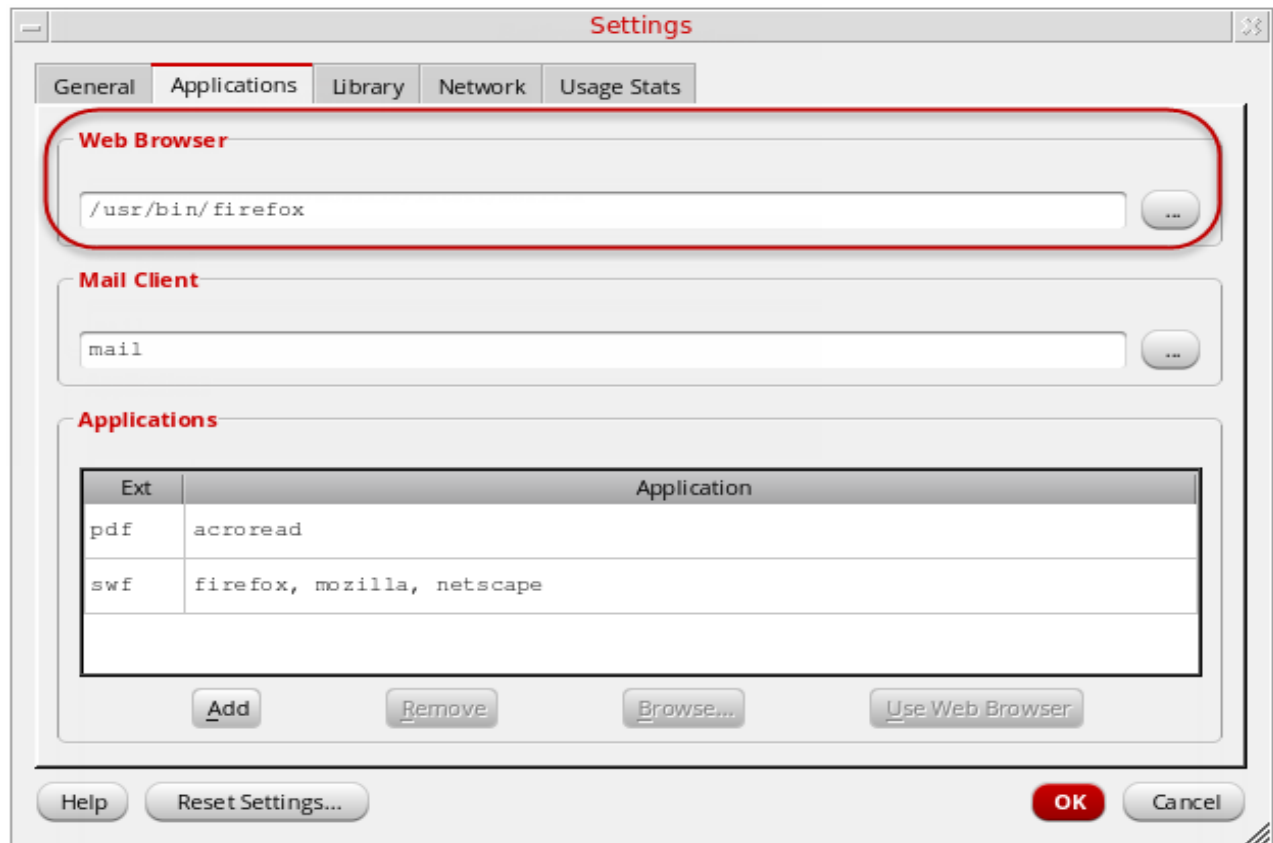 Settings
General Applications Library Network Usage Stats
Web Browser
/usr/bin/firefox ...
Mail Client
mail ...
Applications
Ext Application
pdf acroread
swf firefox, mozilla, netscape
Add Remove Browse... Use Web Browser
Help Reset Settings... OK Cancel